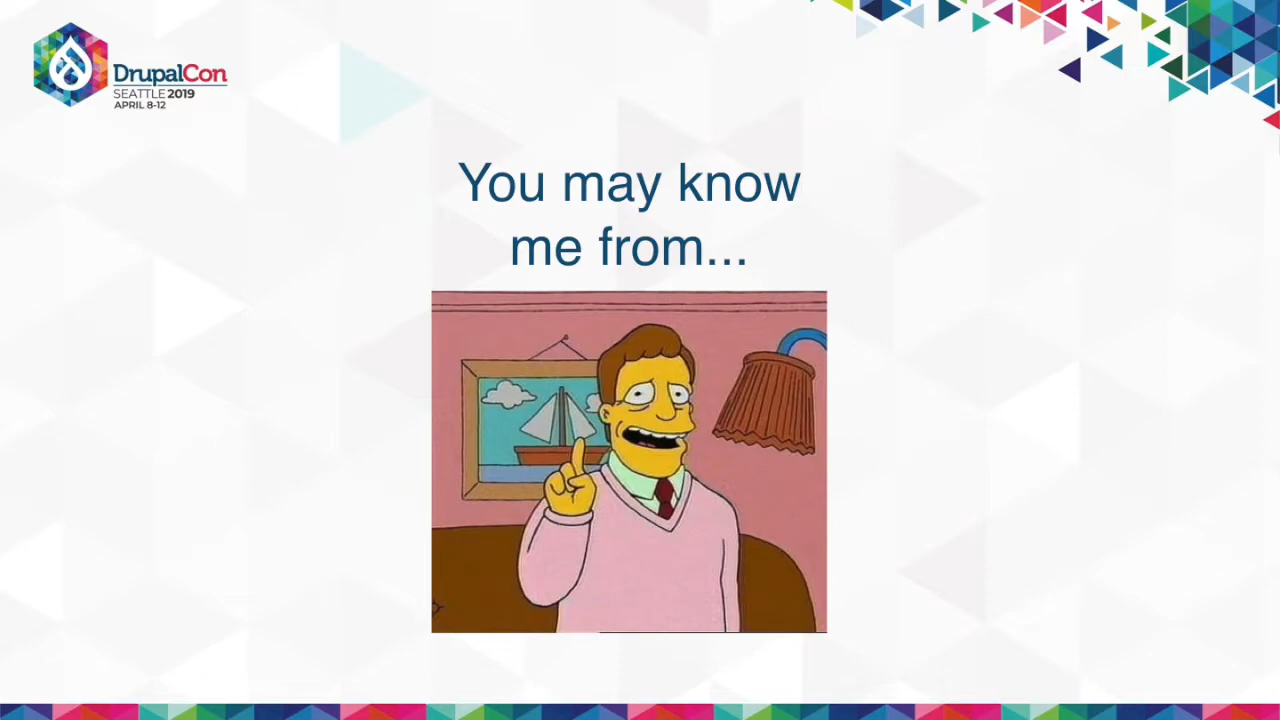 DrupalCon
SEATTLE 2019
APRIL 8-12
You may know
me from...